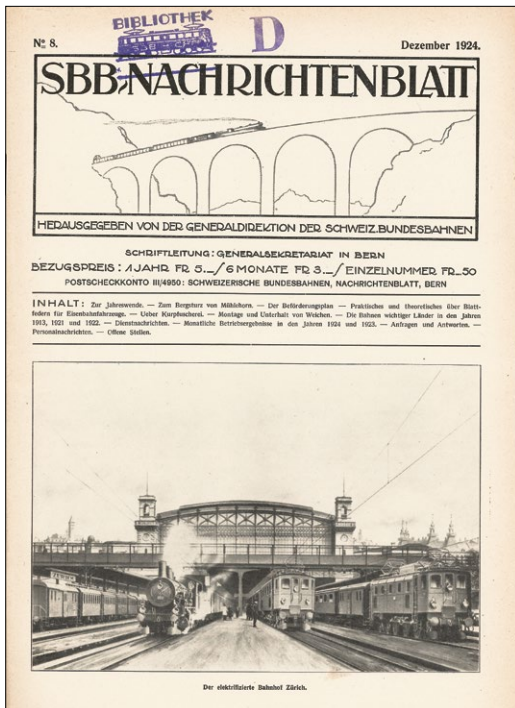 BIBLIOTHEK
D
No 8.
Dezember 1924.
SBB-NACHRICHTENBLATT
HERAUSGEGEBEN VON DER GENERALDIREKTION DER SCHWEIZ. BUNDESBAHNEN
SCHRIFTLEITUNG: GENERALSEKRETARIAT IN BERN
BEZUGSPREIS: 1 JAHR FR 5._/ 6 MONATE FR 3._/ EINZELNUMMER FR_50
POSTSCHECKKONTO III/4950: SCHWEIZERISCHE BUNDESBAHNEN, NACHRICHTENBLATT, BERN
INHALT: Zur Jahreswende. — Zum Bergsturz von Mühlehorn. — Der Beförderungsplan — Praktisches und theoretisches über Blatt-
federn für Eisenbahnfahrzeuge. — Ueber Kurpfuscherei. — Montage und Unterhalt von Weichen. — Die Bahnen wichtiger Länder in den Jahren
1913, 1921 und 1922. — Dienstnachrichten. — Monatliche Betriebsergebnisse in den Jahren 1924 und 1923. — Anfragen und Antworten. —
Personalnachrichten. — Offene Stellen.
Der elektrifizierte Bahnhof Zürich.